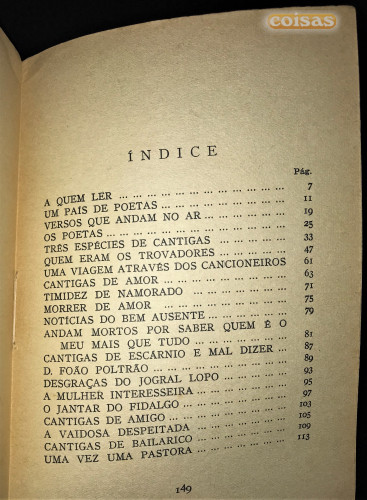 coisas
ÍNDICE
Pág.
A QUEM LER ... ... ... ... ... ... ... ... ... ... ... 7
UM PAÍS DE POETAS ... ... ... ... ... ... ... ... ... 11
VERSOS QUE ANDAM NO AR ... ... ... ... ... ... 19
OS POETAS ... ... ... ... ... ... ... ... ... ... ... 25
TRÊS ESPÉCIES DE CANTIGAS ... ... ... ... ... 33
QUEM ERAM OS TROVADORES ... ... ... ... ... 47
UMA VIAGEM ATRAVÉS DOS CANCIONEIROS 61
CANTIGAS DE AMOR ... ... ... ... ... ... ... ... 63
TIMIDEZ DE NAMORADO ... ... ... ... ... ... ... 71
MORRER DE AMOR ... ... ... ... ... ... ... ... ... 75
NOTÍCIAS DO BEM AUSENTE ... ... ... ... ... ... 79
ANDAM MORTOS POR SABER QUEM É O
MEU MAIS QUE TUDO ... ... ... ... ... ... ... 81
CANTIGAS DE ESCÁRNIO E MAL DIZER ... ... 87
D. FOÃO POLTRÃO ... ... ... ... ... ... ... ... ... 89
DESGRAÇAS DO JOGRAL LOPO ... ... ... ... ... 93
A MULHER INTERESSEIRA ... ... ... ... ... ... 95
O JANTAR DO FIDALGO ... ... ... ... ... ... ... 97
CANTIGAS DE AMIGO ... ... ... ... ... ... ... ... 103
A VAIDOSA DESPEITADA ... ... ... ... ... ... ... 105
CANTIGAS DE BAILARICO ... ... ... ... ... ... ... 109
UMA VEZ UMA PASTORA ... ... ... ... ... ... ... 113
149